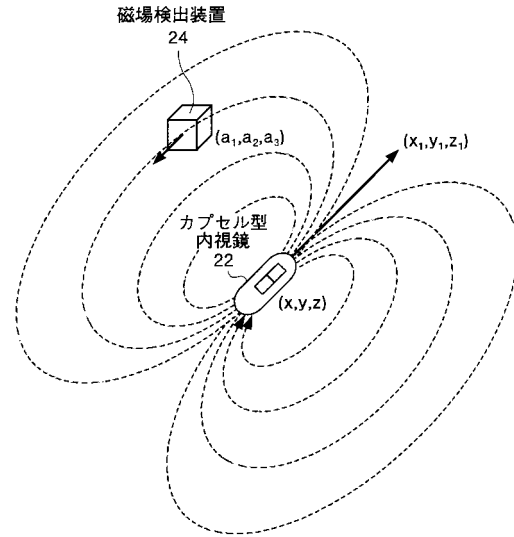 磁場検出装置
24
(a₁,a₂,a₃)
(x₁,y₁,z₁)
カプセル型
内視鏡
22
(x,y,z)